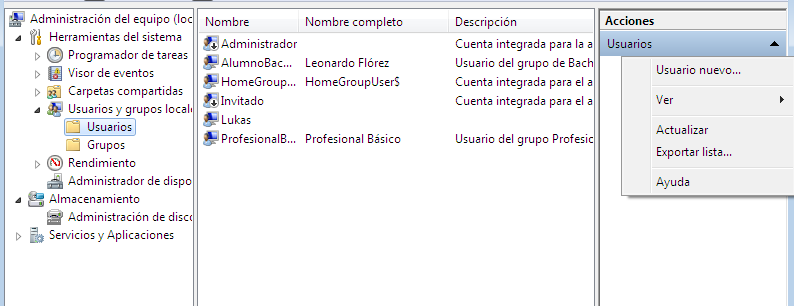 Administración del equipo (loc
Herramientas del sistema
Programador de tareas
Visor de eventos
Carpetas compartidas
Usuarios y grupos locale
Usuarios
Grupos
Rendimiento
Administrador de dispo
Almacenamiento
Administración de disco
Servicios y Aplicaciones
Nombre Nombre completo Descripción
Administrador Cuenta integrada para la a
AlumnoBac... Leonardo Flórez Usuario del grupo de Bach
HomeGroup... HomeGroupUser$ Cuenta integrada para el a
Invitado Cuenta integrada para el a
Lukas
ProfesionalB... Profesional Básico Usuario del grupo Profesic
Acciones
Usuarios
Usuario nuevo...
Ver
Actualizar
Exportar lista...
Ayuda